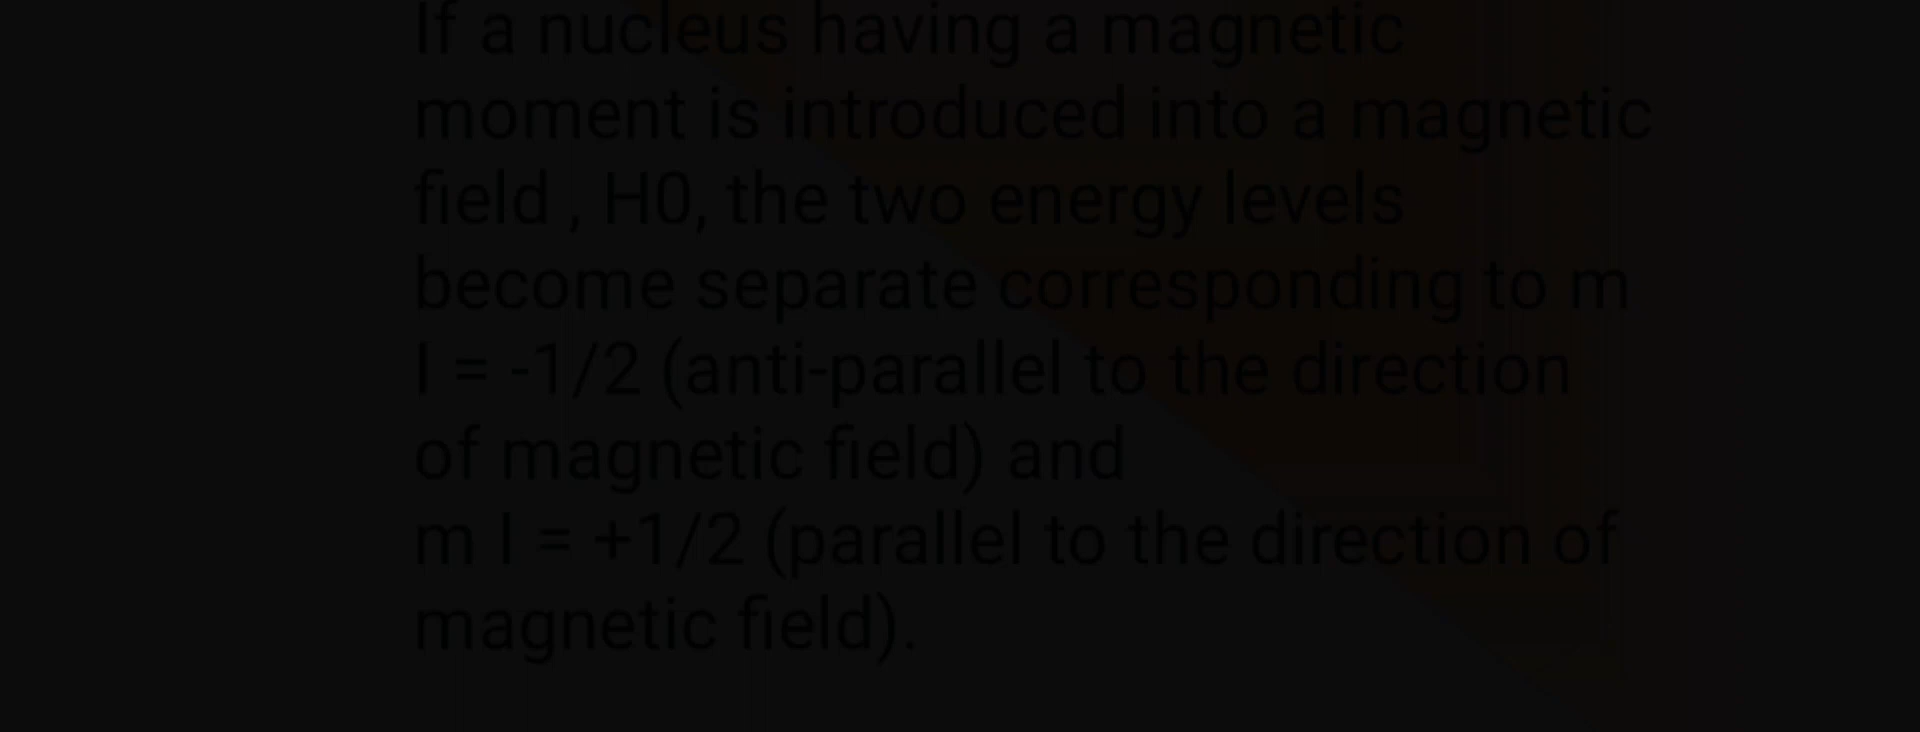 If a nucleus having a magnetic
moment is introduced into a magnetic
field , H0, the two energy levels
become separate corresponding to m
I = -1/2 (anti-parallel to the direction
of magnetic field) and
m I = +1/2 (parallel to the direction of
magnetic field).